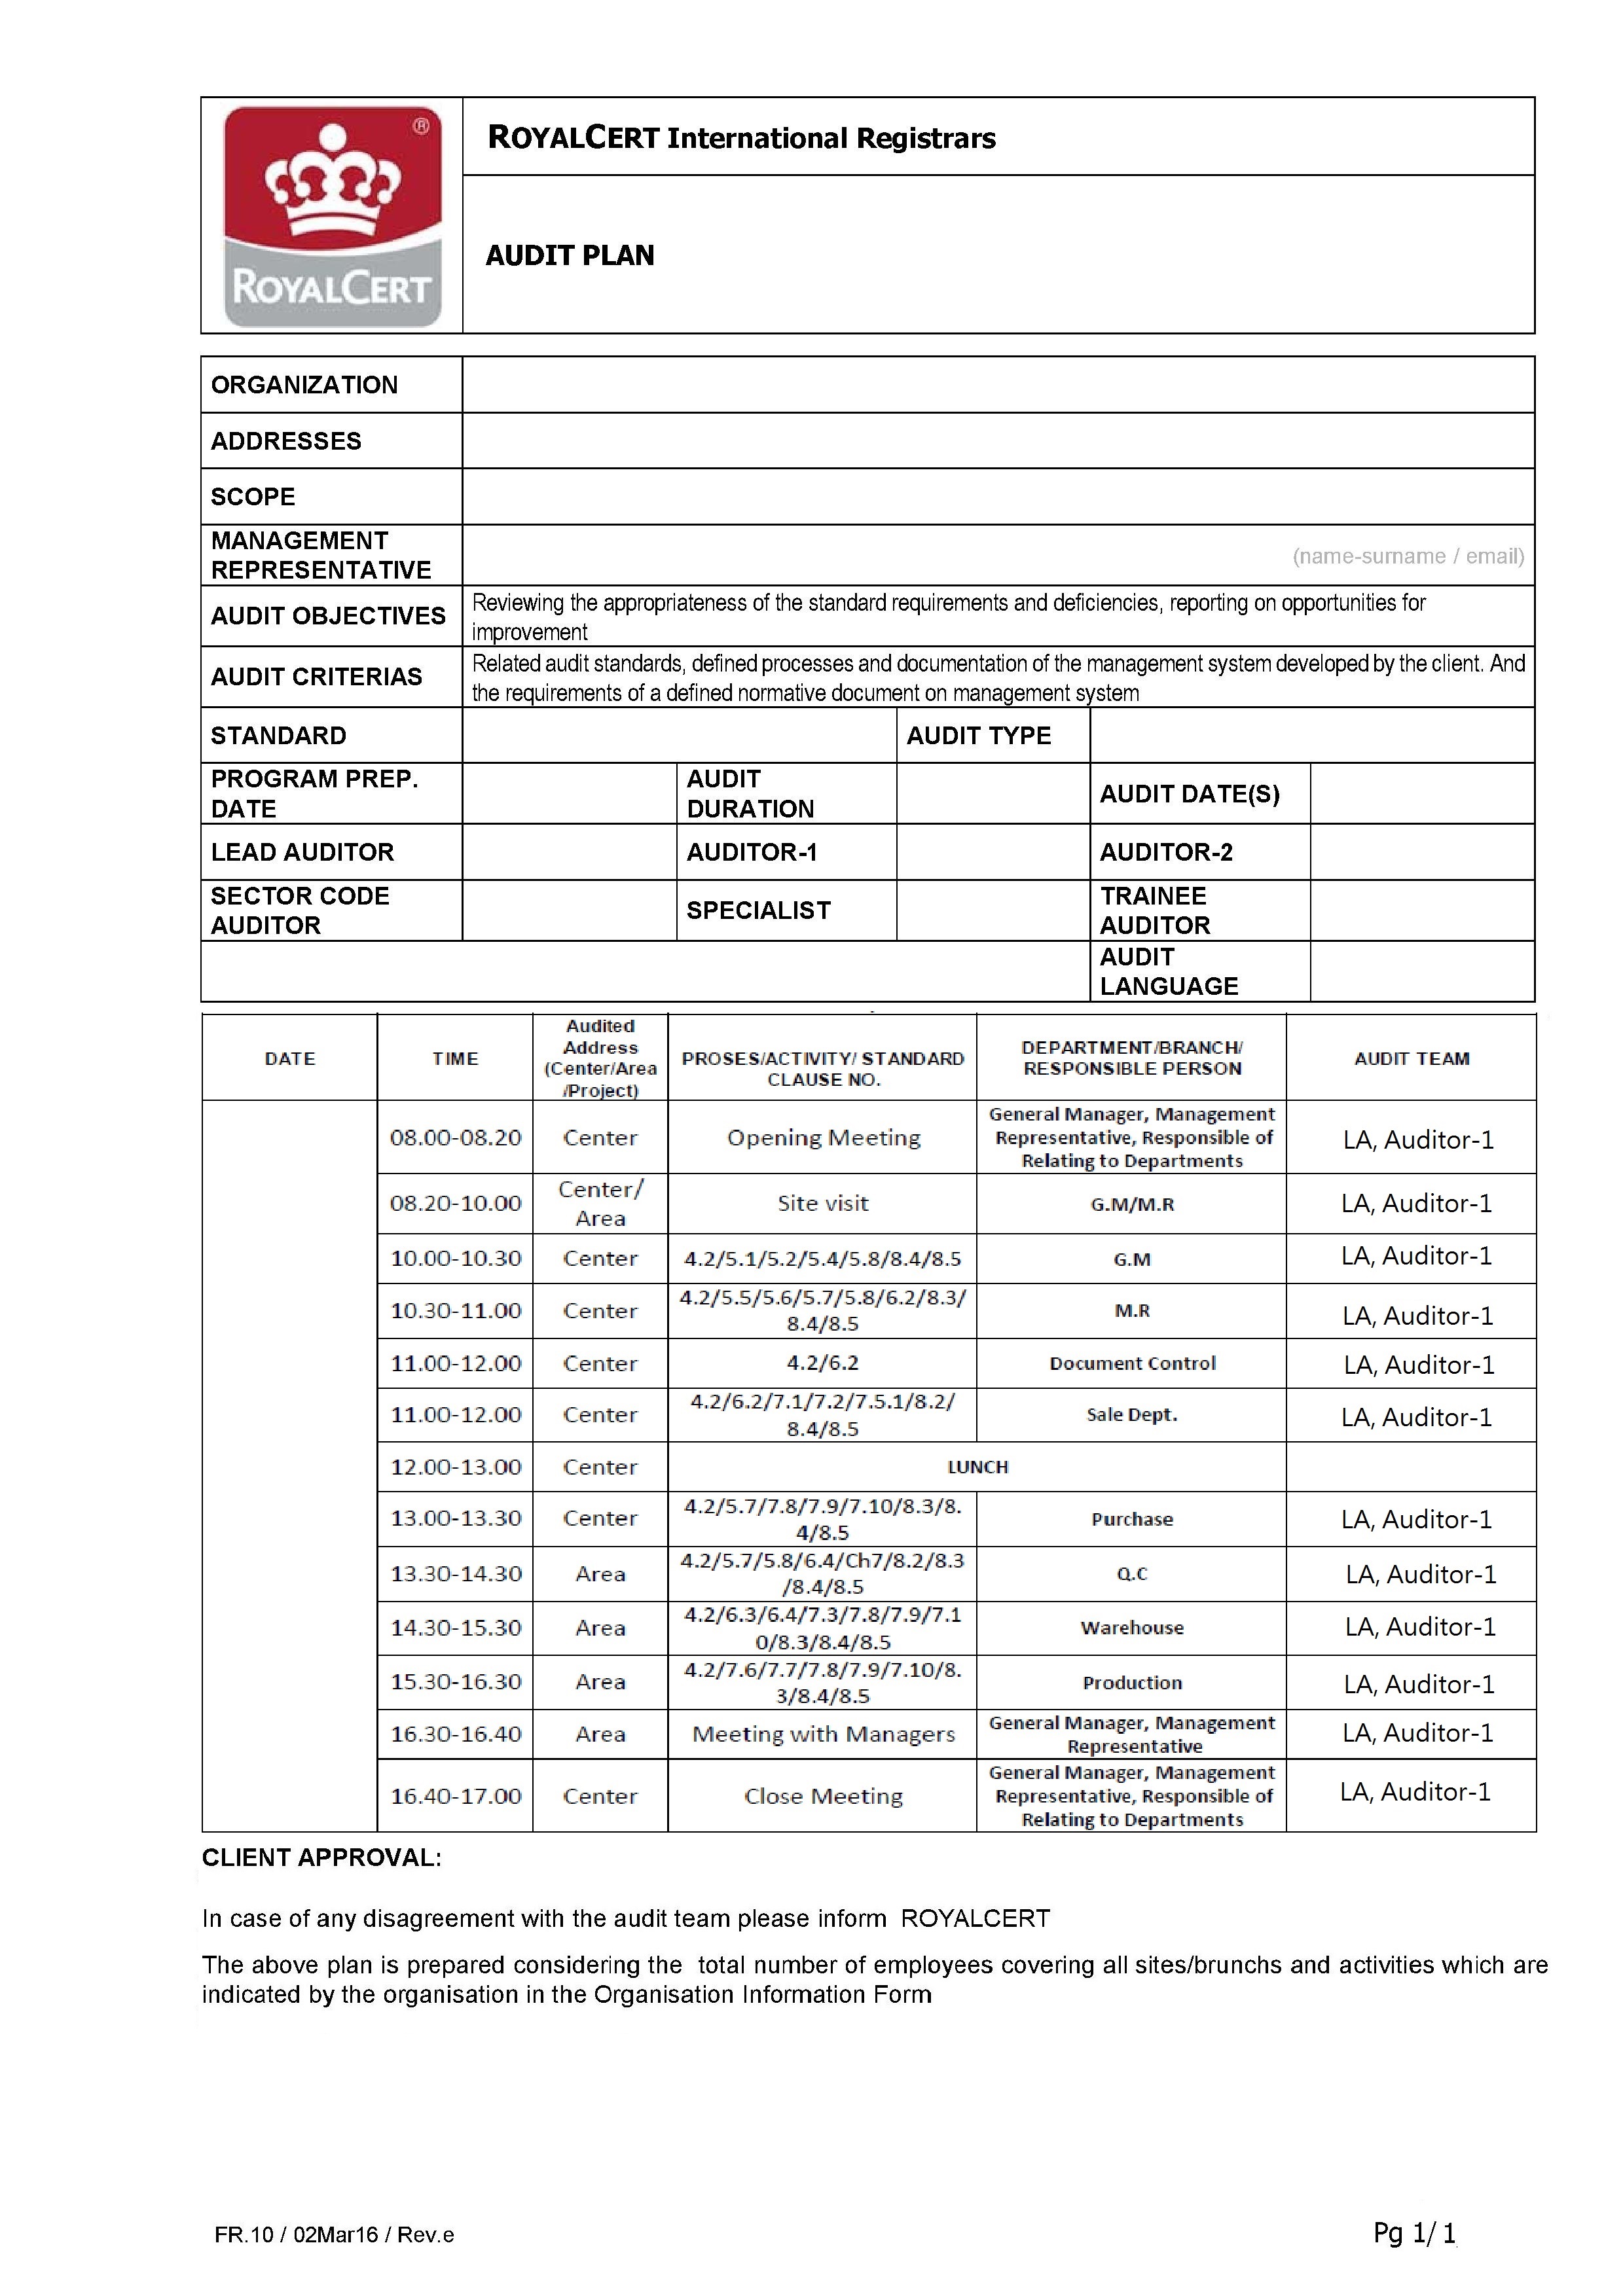 ®
ROYALCERT
ROYALCERT International Registrars
AUDIT PLAN
ORGANIZATION
ADDRESSES
SCOPE
MANAGEMENT
REPRESENTATIVE
(name-surname / email)
AUDIT OBJECTIVES
Reviewing the appropriateness of the standard requirements and deficiencies, reporting on opportunities for
improvement
AUDIT CRITERIAS
Related audit standards, defined processes and documentation of the management system developed by the client. And
the requirements of a defined normative document on management system
STANDARD
AUDIT TYPE
PROGRAM PREP.
DATE
AUDIT
DURATION
AUDIT DATE(S)
LEAD AUDITOR
AUDITOR-1
AUDITOR-2
SECTOR CODE
AUDITOR
SPECIALIST
TRAINEE
AUDITOR
AUDIT
LANGUAGE
DATE
TIME
Audited
Address
(Center/Area
/Project)
PROSES/ACTIVITY/ STANDARD
CLAUSE NO.
DEPARTMENT/BRANCH/
RESPONSIBLE PERSON
AUDIT TEAM
08.00-08.20
Center
Opening Meeting
General Manager, Management
Representative, Responsible of
Relating to Departments
LA, Auditor-1
08.20-10.00
Center/
Area
Site visit
G.M/M.R
LA, Auditor-1
10.00-10.30
Center
4.2/5.1/5.2/5.4/5.8/8.4/8.5
G.M
LA, Auditor-1
10.30-11.00
Center
4.2/5.5/5.6/5.7/5.8/6.2/8.3/
8.4/8.5
M.R
LA, Auditor-1
11.00-12.00
Center
4.2/6.2
Document Control
LA, Auditor-1
11.00-12.00
Center
4.2/6.2/7.1/7.2/7.5.1/8.2/
8.4/8.5
Sale Dept.
LA, Auditor-1
12.00-13.00
Center
LUNCH
13.00-13.30
Center
4.2/5.7/7.8/7.9/7.10/8.3/8.
4/8.5
Purchase
LA, Auditor-1
13.30-14.30
Area
4.2/5.7/5.8/6.4/Ch7/8.2/8.3
/8.4/8.5
Q.C
LA, Auditor-1
14.30-15.30
Area
4.2/6.3/6.4/7.3/7.8/7.9/7.1
0/8.3/8.4/8.5
Warehouse
LA, Auditor-1
15.30-16.30
Area
4.2/7.6/7.7/7.8/7.9/7.10/8.
3/8.4/8.5
Production
LA, Auditor-1
16.30-16.40
Area
Meeting with Managers
General Manager, Management
Representative
LA, Auditor-1
16.40-17.00
Center
Close Meeting
General Manager, Management
Representative, Responsible of
Relating to Departments
LA, Auditor-1
CLIENT APPROVAL:
In case of any disagreement with the audit team please inform ROYALCERT
The above plan is prepared considering the total number of employees covering all sites/brunchs and activities which are
indicated by the organisation in the Organisation Information Form
FR.10 / 02Mar16 / Rev.e
Pg 1/ 1